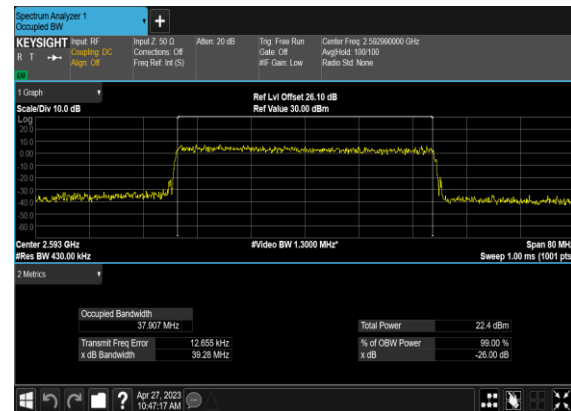 Spectrum Analyzer 1
Occupied BW
+
KEYSIGHT Input: RF Input Z: 50 Ω Atten: 20 dB Trig: Free Run Center Freq: 2.592990000 GHz
R T Coupling: DC Corrections: Off Gate: Off Avg|Hold: 100/100
Align: Off Freq Ref: Int (S) #IF Gain: Low Radio Std: None
1 Graph
Ref Lvl Offset 26.10 dB
Scale/Div 10.0 dB Ref Value 30.00 dBm
Log
20.0
10.0
0.00
-10.0
-20.0
-30.0
-40.0
-50.0
-60.0
Center 2.593 GHz #Video BW 1.3000 MHz* Span 80 MHz
#Res BW 430.00 kHz Sweep 1.00 ms (1001 pts
2 Metrics
Occupied Bandwidth
37.907 MHz Total Power 22.4 dBm
Transmit Freq Error 12.655 kHz % of OBW Power 99.00 %
x dB Bandwidth 39.28 MHz x dB -26.00 dB
? Apr 27, 2023
10:47:17 AM